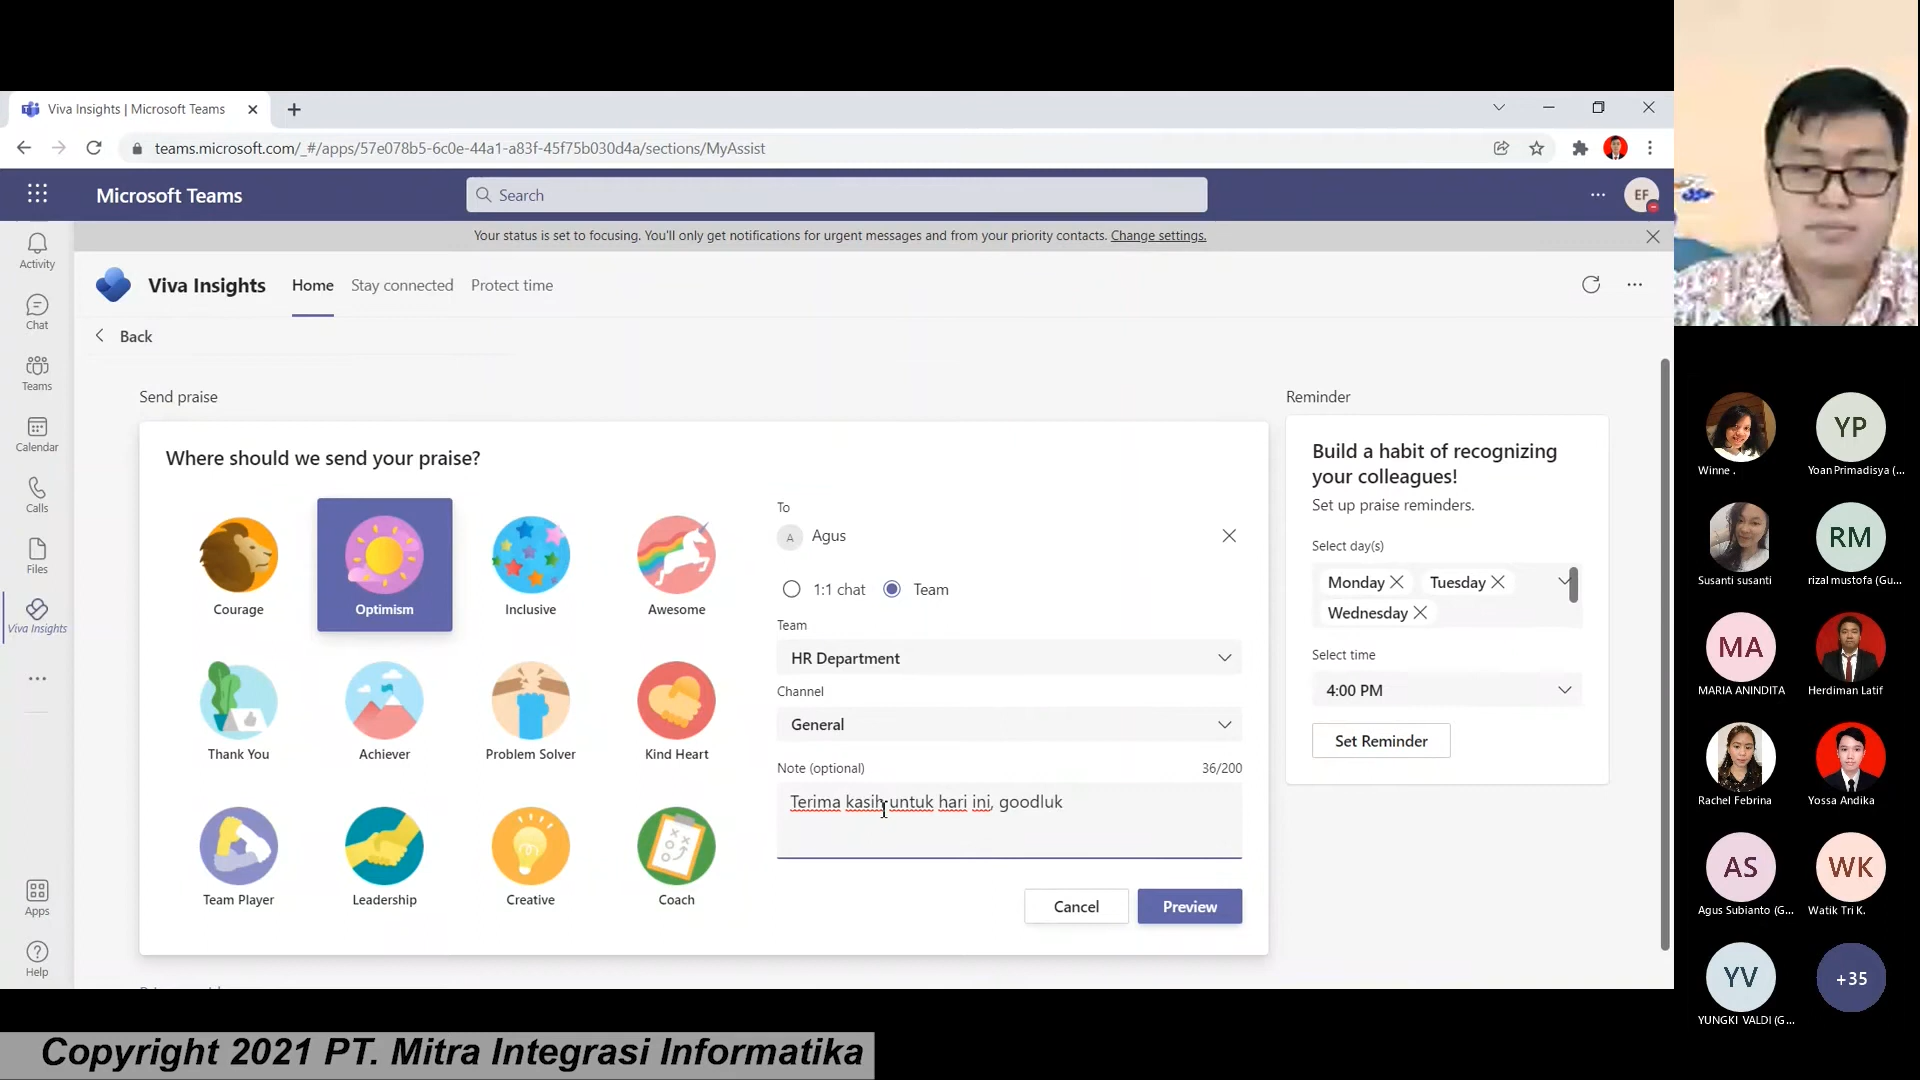 Viva Insights | Microsoft Teams
teams.microsoft.com/_#/apps/57e078b5-6c0e-44a1-a83f-45f75b030d4a/sections/MyAssist
Microsoft Teams
Search
EF
Your status is set to focusing. You'll only get notifications for urgent messages and from your priority contacts. Change settings.
Activity
Chat
Teams
Calendar
Calls
Files
Viva Insights
Apps
Help
Viva Insights
Home
Stay connected
Protect time
Back
Send praise
Where should we send your praise?
Courage
Optimism
Inclusive
Awesome
Thank You
Achiever
Problem Solver
Kind Heart
Team Player
Leadership
Creative
Coach
To
A
Agus
1:1 chat
Team
Team
HR Department
Channel
General
Note (optional)
36/200
Terima kasih untuk hari ini, goodluk
Cancel
Preview
Reminder
Build a habit of recognizing
your colleagues!
Set up praise reminders.
Select day(s)
Monday
Tuesday
Wednesday
Select time
4:00 PM
Set Reminder
Winne .
YP
Yoan Primadisya (...
Susanti susanti
RM
rizal mustofa (Gu...
MA
MARIA ANINDITA
Herdiman Latif
Rachel Febrina
Yossa Andika
AS
Agus Subianto (G...
WK
Watik Tri K.
YV
YUNGKI VALDI (G...
+35
Copyright 2021 PT. Mitra Integrasi Informatika